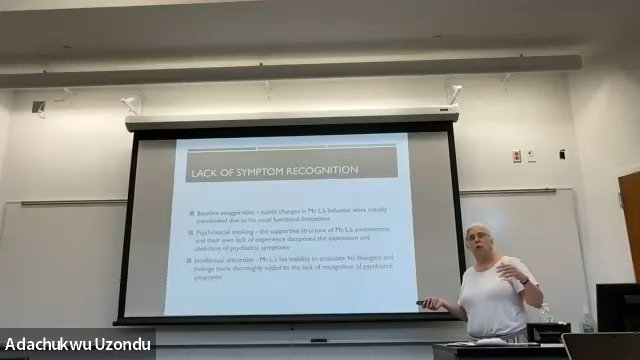 LACK OF SYMPTOM RECOGNITION
Baseline exaggeration - subtle changes in Mr. L's behavior were initially
overlooked due to his usual functional limitations
Psychosocial masking - the supportive structure of Mr. L's environment
and their own lack of experience dampened the expression and
detection of psychiatric symptoms
Intellectual distortion - Mr. L's inability to articulate his thoughts and
feelings more thoroughly added to the lack of recognition of psychiatric
symptoms
Adachukwu Uzondu